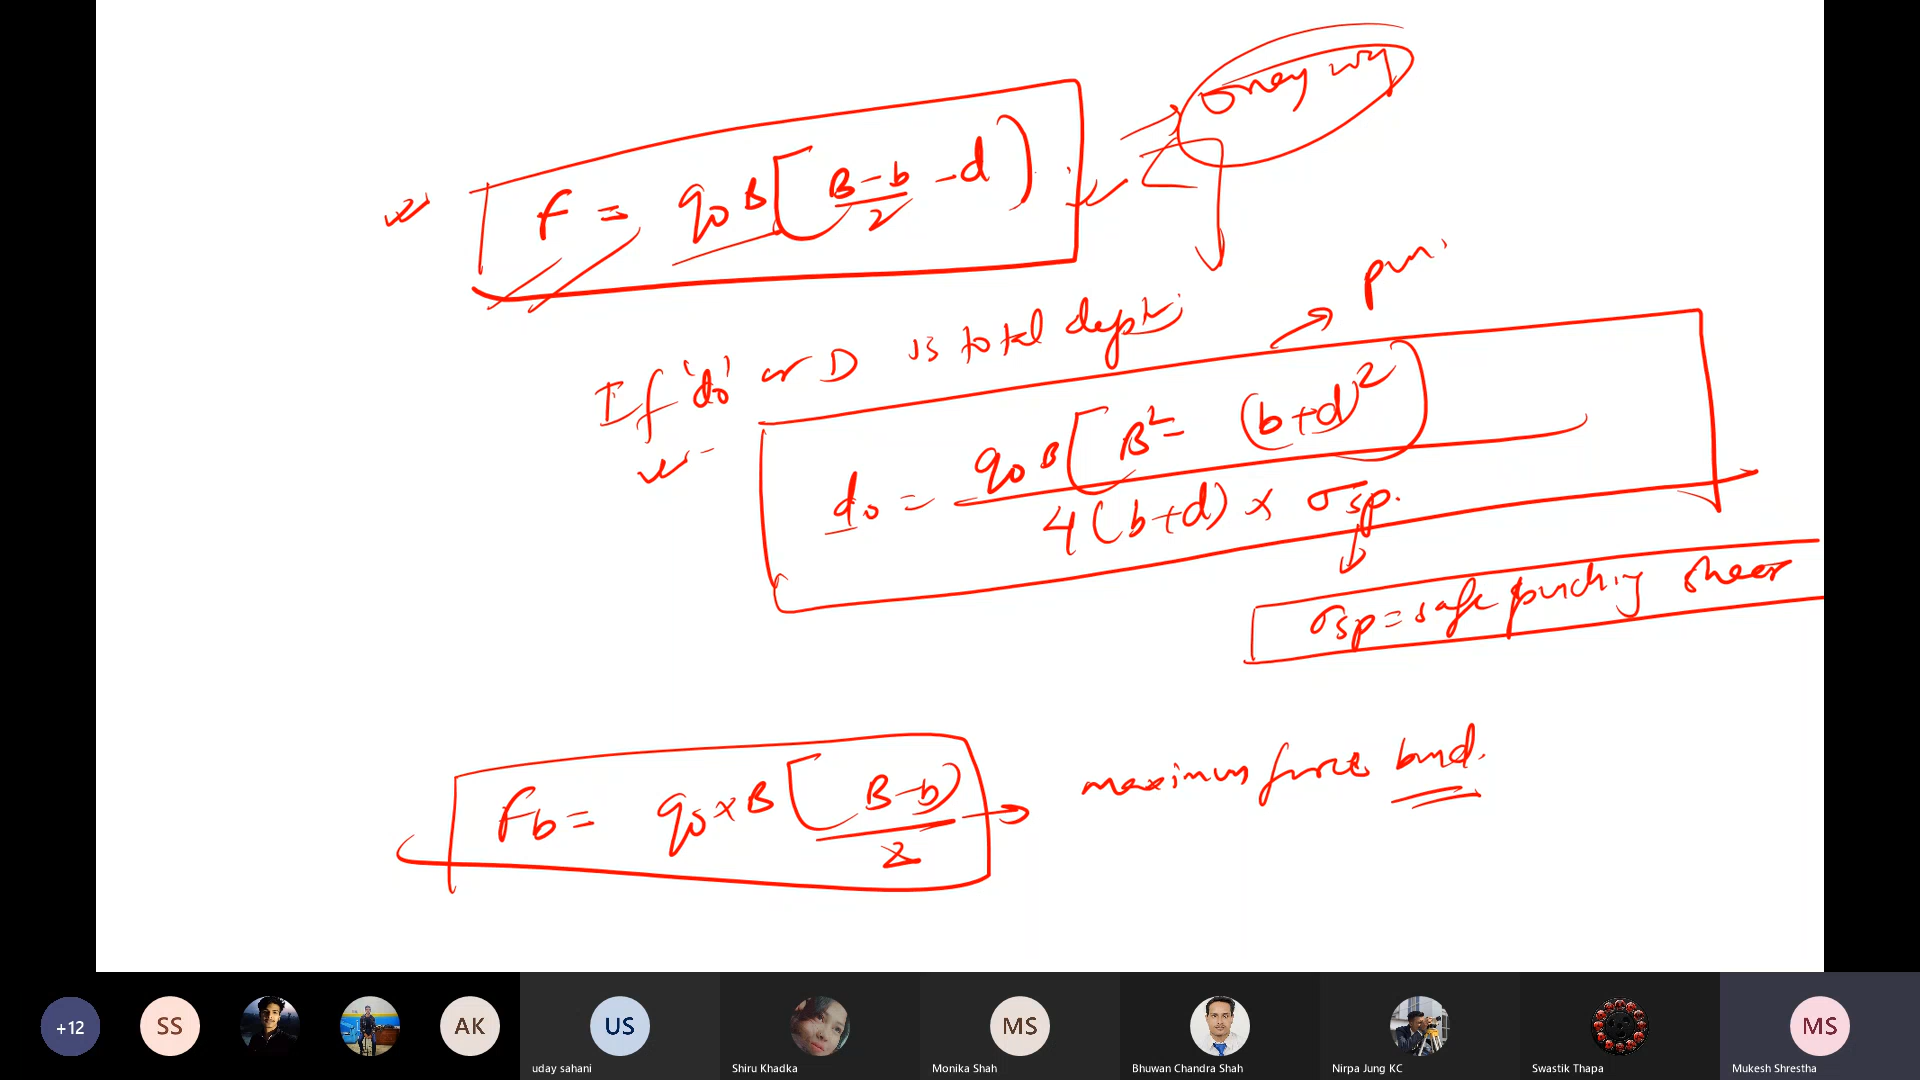 F = q₀B[(B-b)/2 - d)
one way
If 'd₀' or D is total depth
pun.
d₀ = q₀B[B² - (b+d)²] / 4(b+d) × σsp.
σsp = safe punching shear
Fb = q₀×B[(B-b)/2
maximum force bend.
+12
SS
AK
US
MS
MS
uday sahani
Shiru Khadka
Monika Shah
Bhuwan Chandra Shah
Nirpa Jung KC
Swastik Thapa
Mukesh Shrestha